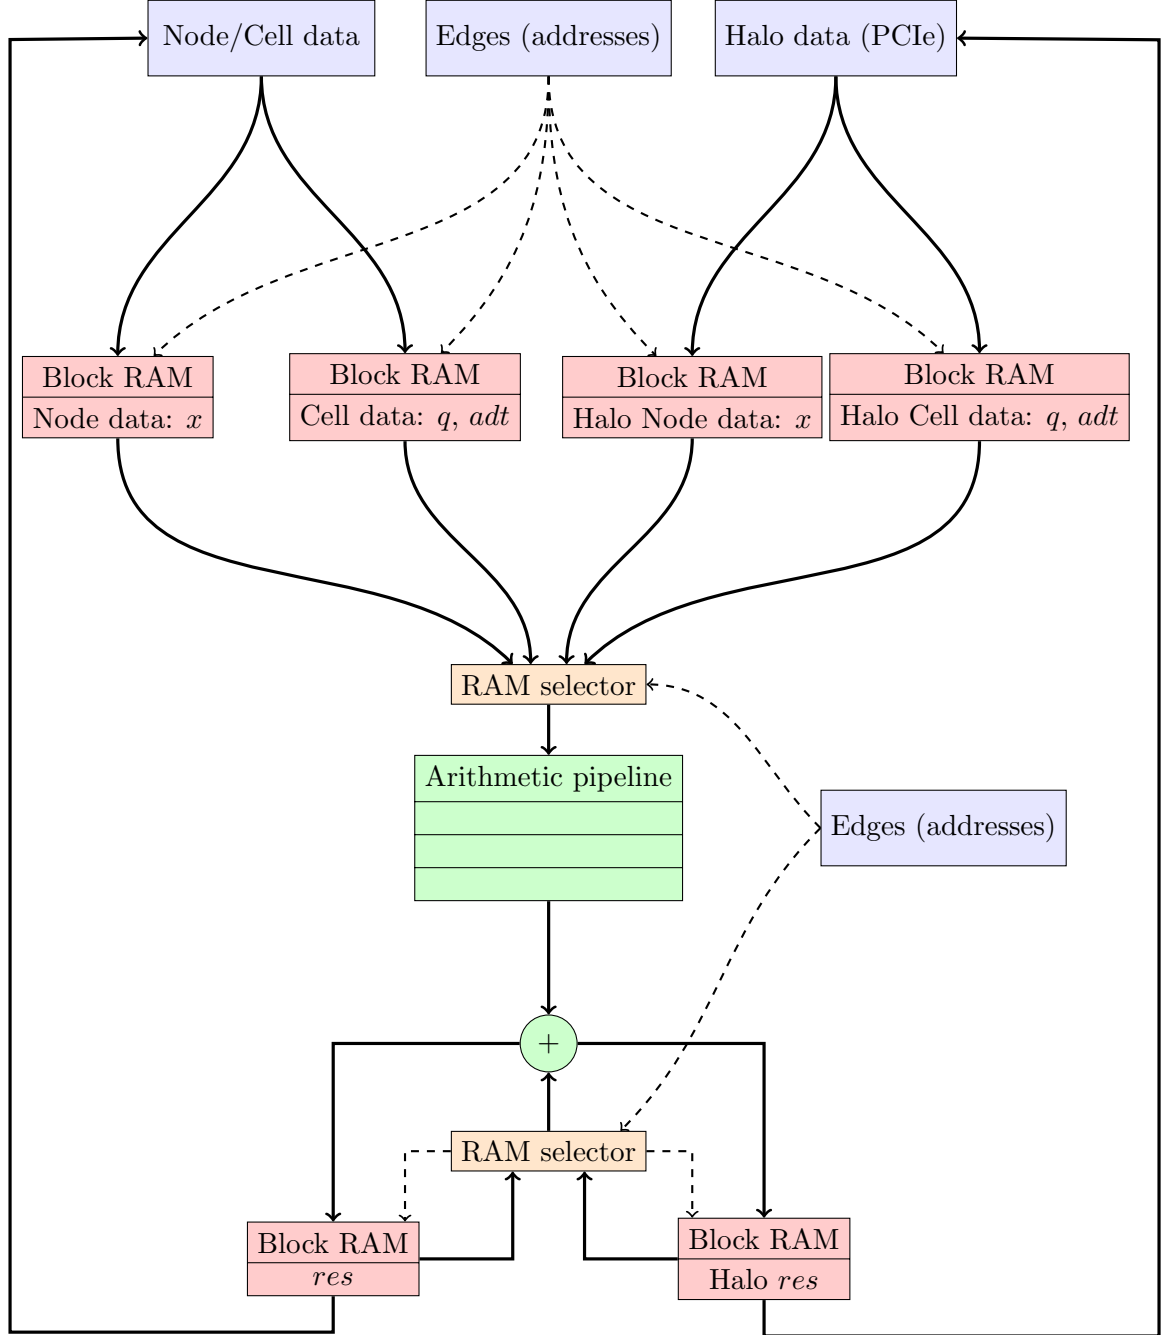 Node/Cell data
Edges (addresses)
Halo data (PCIe)
Block RAM
Node data: x
Block RAM
Cell data: q, adt
Block RAM
Halo Node data: x
Block RAM
Halo Cell data: q, adt
RAM selector
Arithmetic pipeline
Edges (addresses)
+
RAM selector
Block RAM
res
Block RAM
Halo res